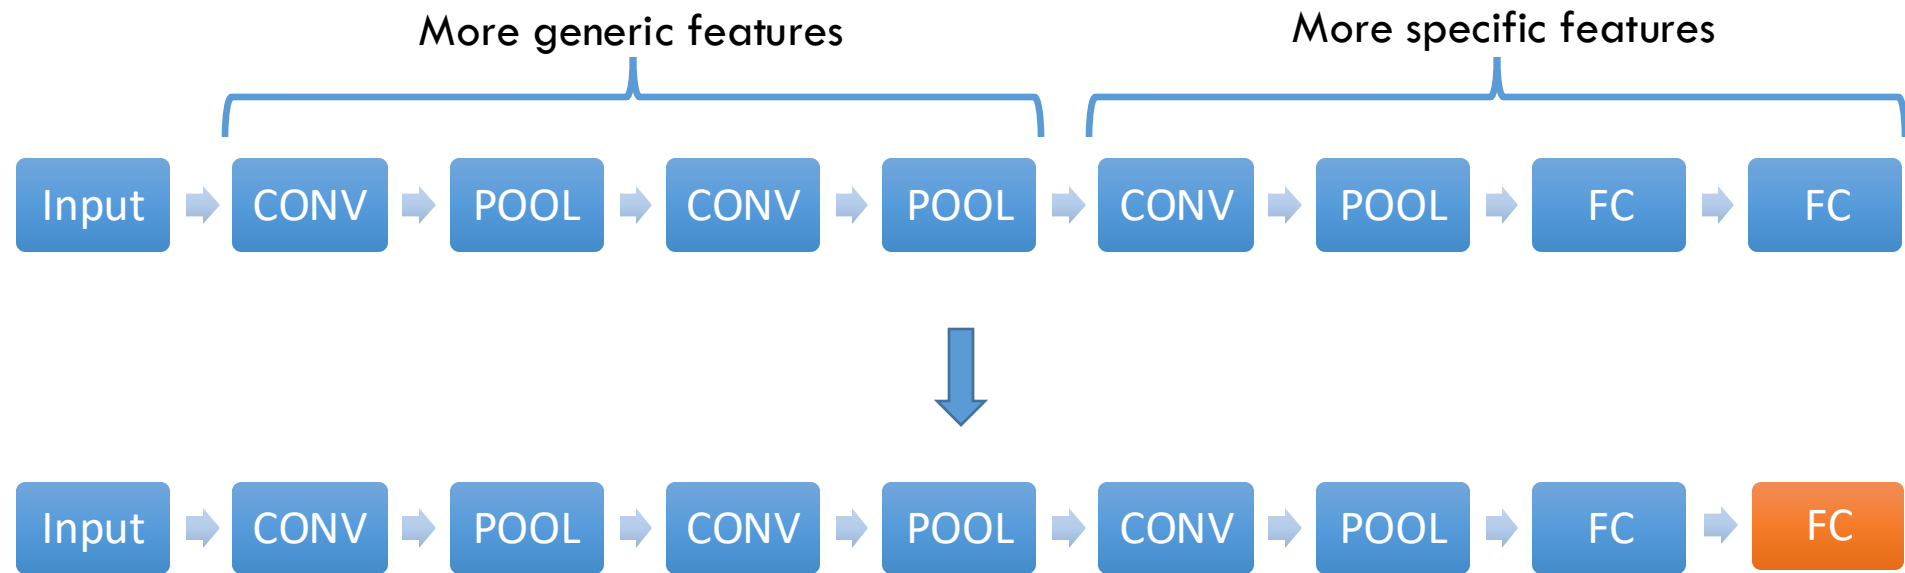 More generic features
More specific features
Input CONV POOL CONV POOL CONV POOL FC FC
Input CONV POOL CONV POOL CONV POOL FC FC